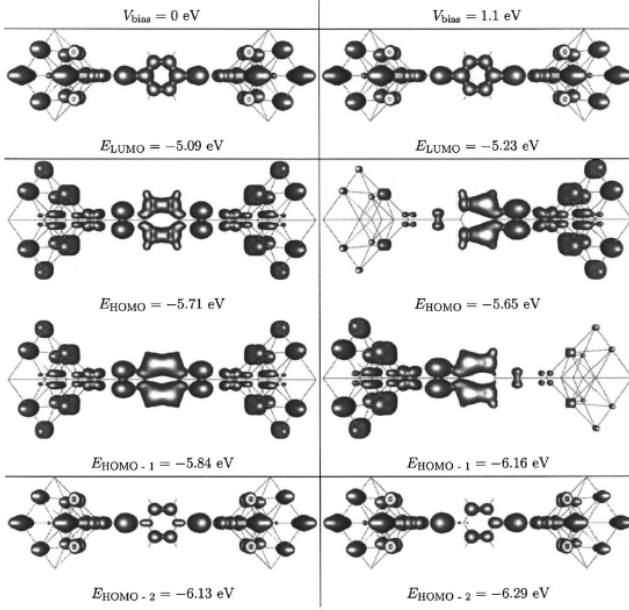 V_bias = 0 eV V_bias = 1.1 eV
E_LUMO = −5.09 eV E_LUMO = −5.23 eV
E_HOMO = −5.71 eV E_HOMO = −5.65 eV
E_HOMO - 1 = −5.84 eV E_HOMO - 1 = −6.16 eV
E_HOMO - 2 = −6.13 eV E_HOMO - 2 = −6.29 eV